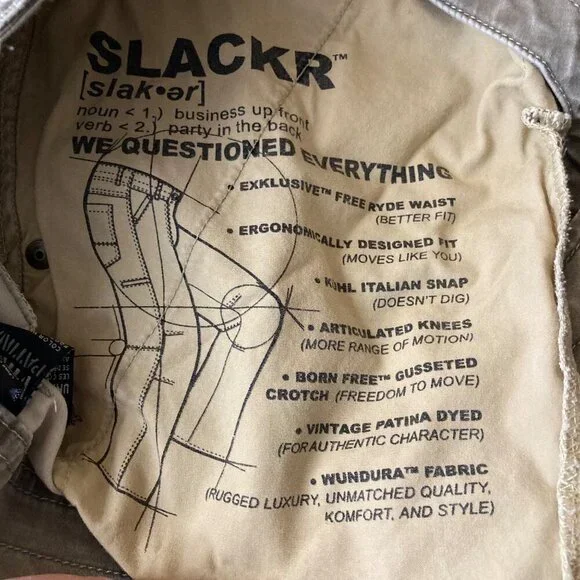 SLACKR™
[slak•ər]
noun < 1.) business up front
verb < 2.) party in the back
WE QUESTIONED EVERYTHING
• EXKLUSIVE™ FREE RYDE WAIST
(BETTER FIT)
• ERGONOMICALLY DESIGNED FIT
(MOVES LIKE YOU)
• KÜHL ITALIAN SNAP
(DOESN'T DIG)
• ARTICULATED KNEES
(MORE RANGE OF MOTION)
• BORN FREE™ GUSSETED
CROTCH (FREEDOM TO MOVE)
• VINTAGE PATINA DYED
(FOR AUTHENTIC CHARACTER)
• WUNDURA™ FABRIC
(RUGGED LUXURY, UNMATCHED QUALITY,
KOMFORT, AND STYLE)